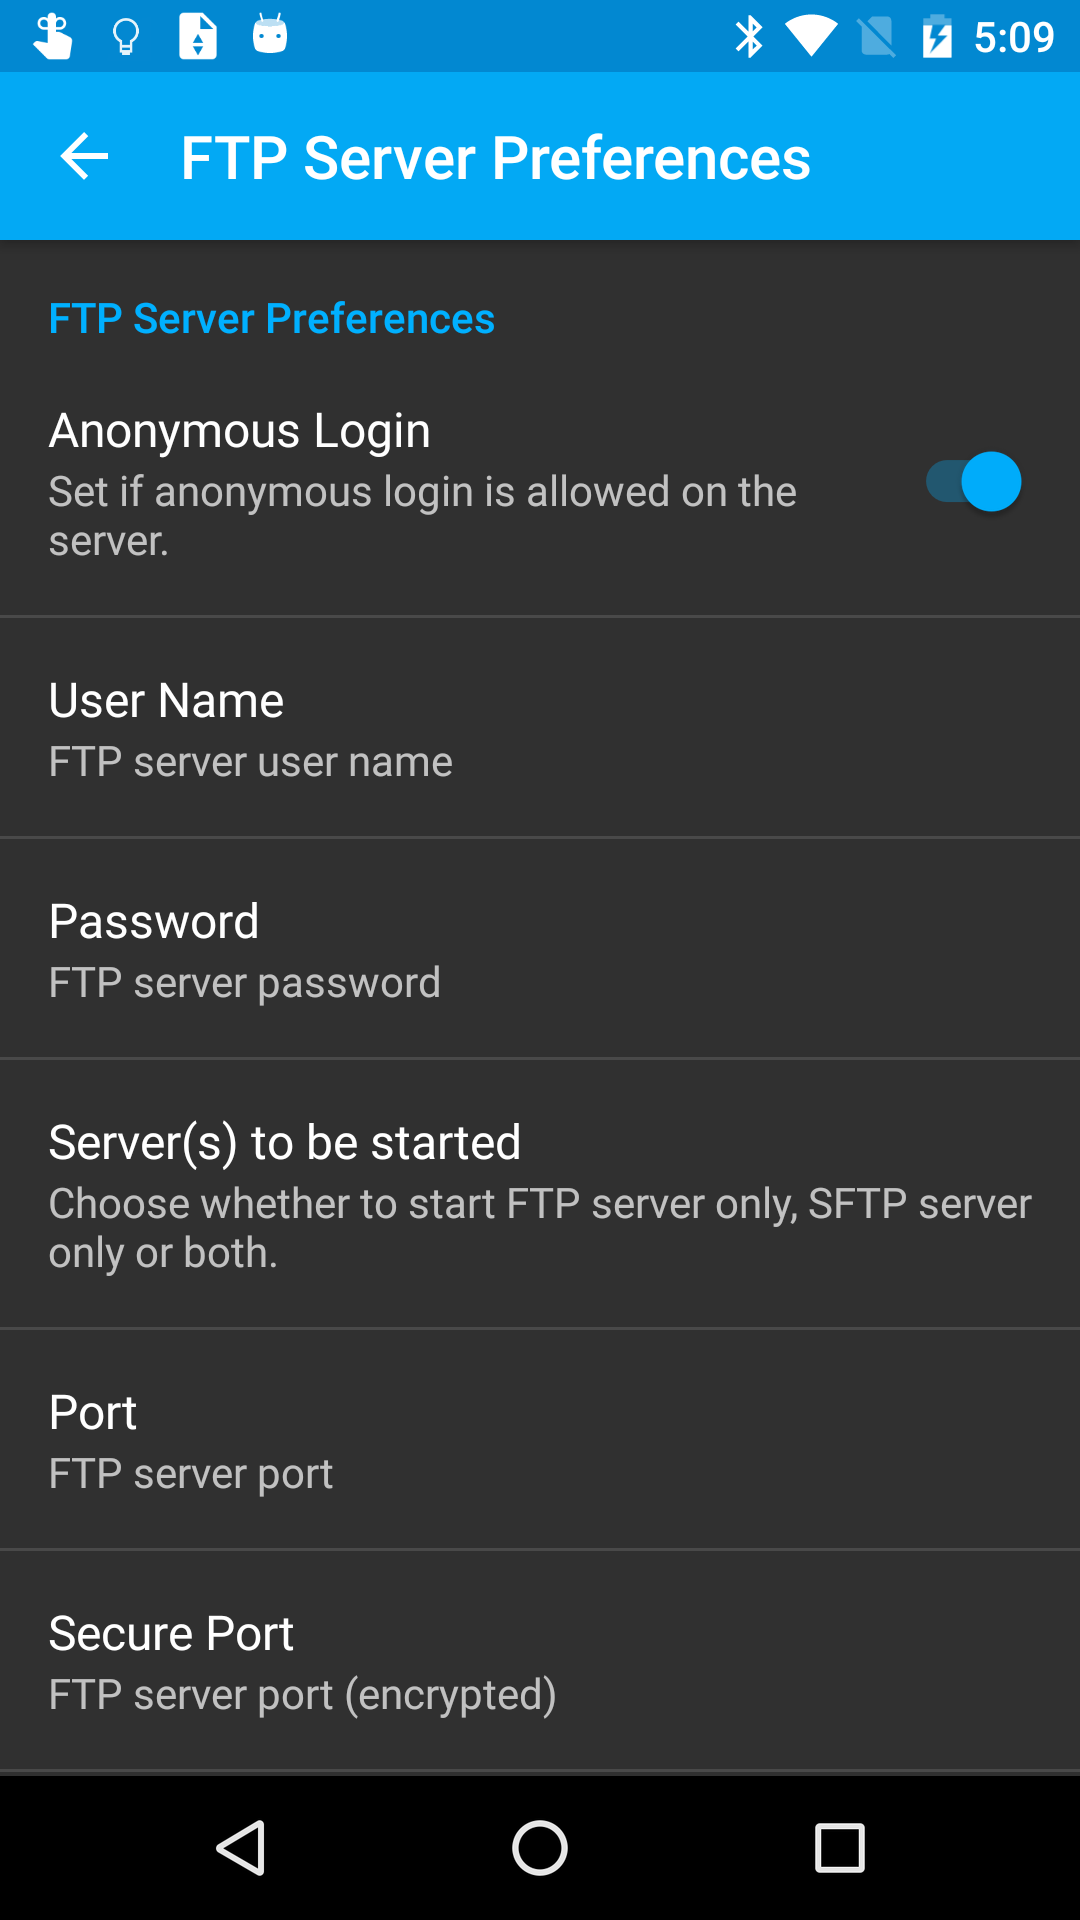 5:09
FTP Server Preferences
FTP Server Preferences
Anonymous Login
Set if anonymous login is allowed on the
server.
User Name
FTP server user name
Password
FTP server password
Server(s) to be started
Choose whether to start FTP server only, SFTP server
only or both.
Port
FTP server port
Secure Port
FTP server port (encrypted)